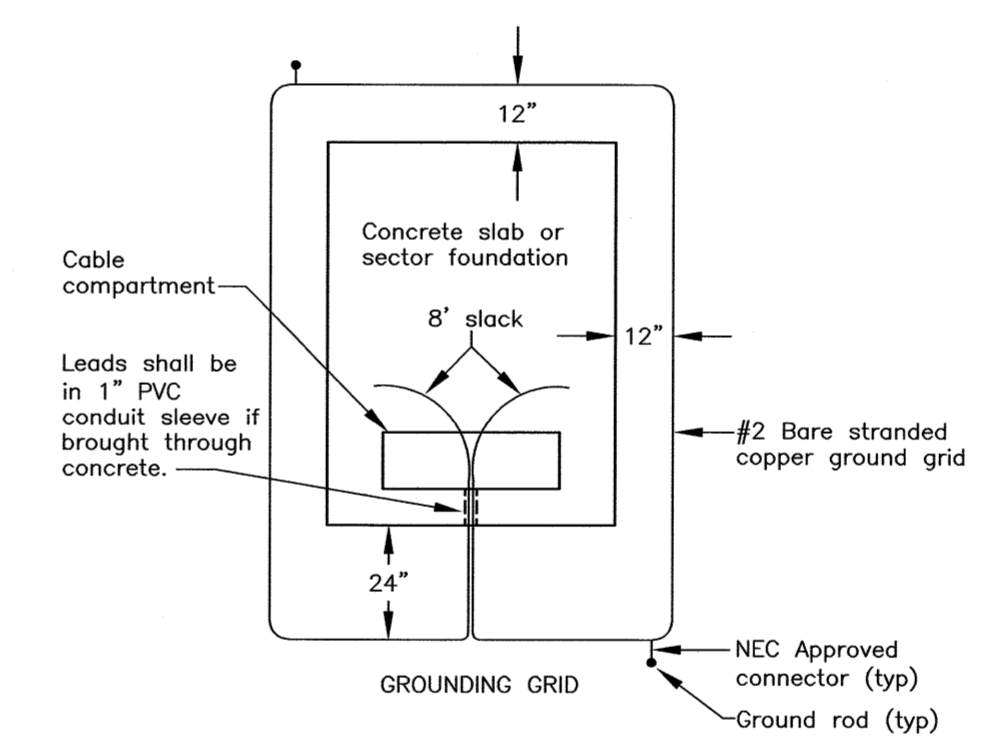 12”
Concrete slab or
sector foundation
Cable
compartment
8’ slack
12”
Leads shall be
in 1” PVC
conduit sleeve if
brought through
concrete.
#2 Bare stranded
copper ground grid
24”
NEC Approved
connector (typ)
GROUNDING GRID
Ground rod (typ)